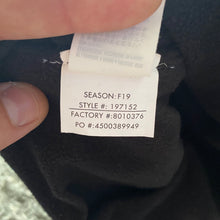 SEASON: F19
STYLE #: 197152
FACTORY #: 8010376
PO #: 4500389949